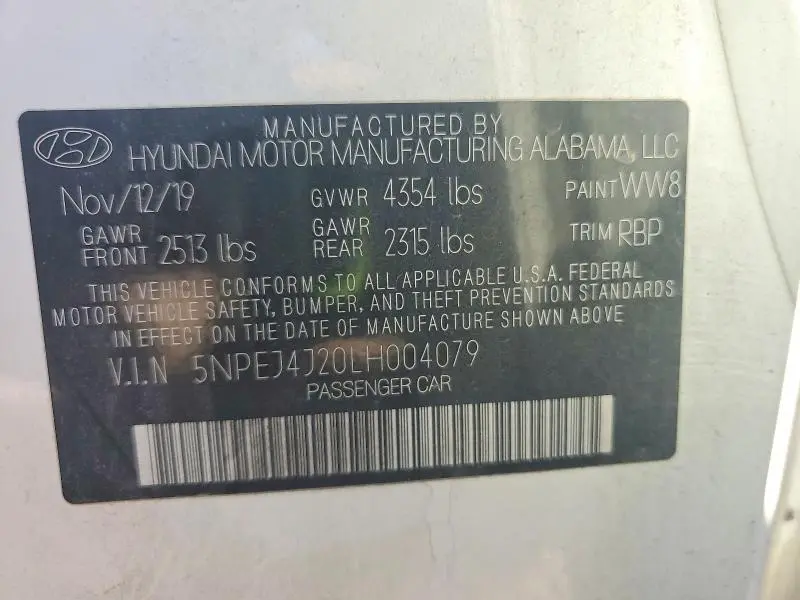 MANUFACTURED BY
HYUNDAI MOTOR MANUFACTURING ALABAMA, LLC
Nov/12/19 GVWR 4354 lbs PAINT WW8
GAWR FRONT 2513 lbs GAWR REAR 2315 lbs TRIM RBP
THIS VEHICLE CONFORMS TO ALL APPLICABLE U.S.A. FEDERAL
MOTOR VEHICLE SAFETY, BUMPER, AND THEFT PREVENTION STANDARDS
IN EFFECT ON THE DATE OF MANUFACTURE SHOWN ABOVE
V.I.N 5NPEJ4J20LH004079
PASSENGER CAR